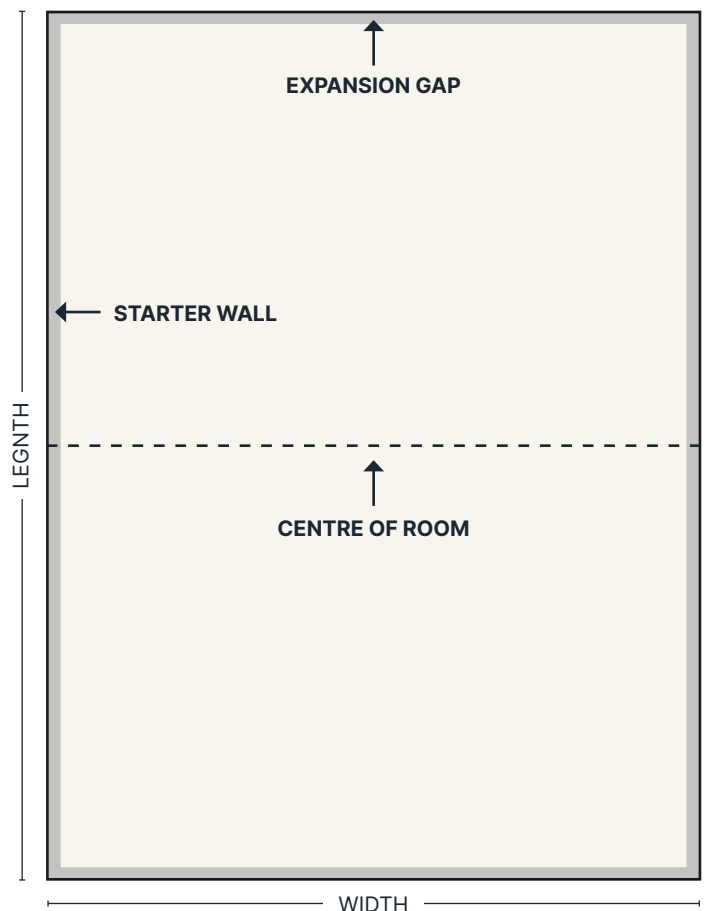 EXPANSION GAP
STARTER WALL
LEGNTH
CENTRE OF ROOM
WIDTH